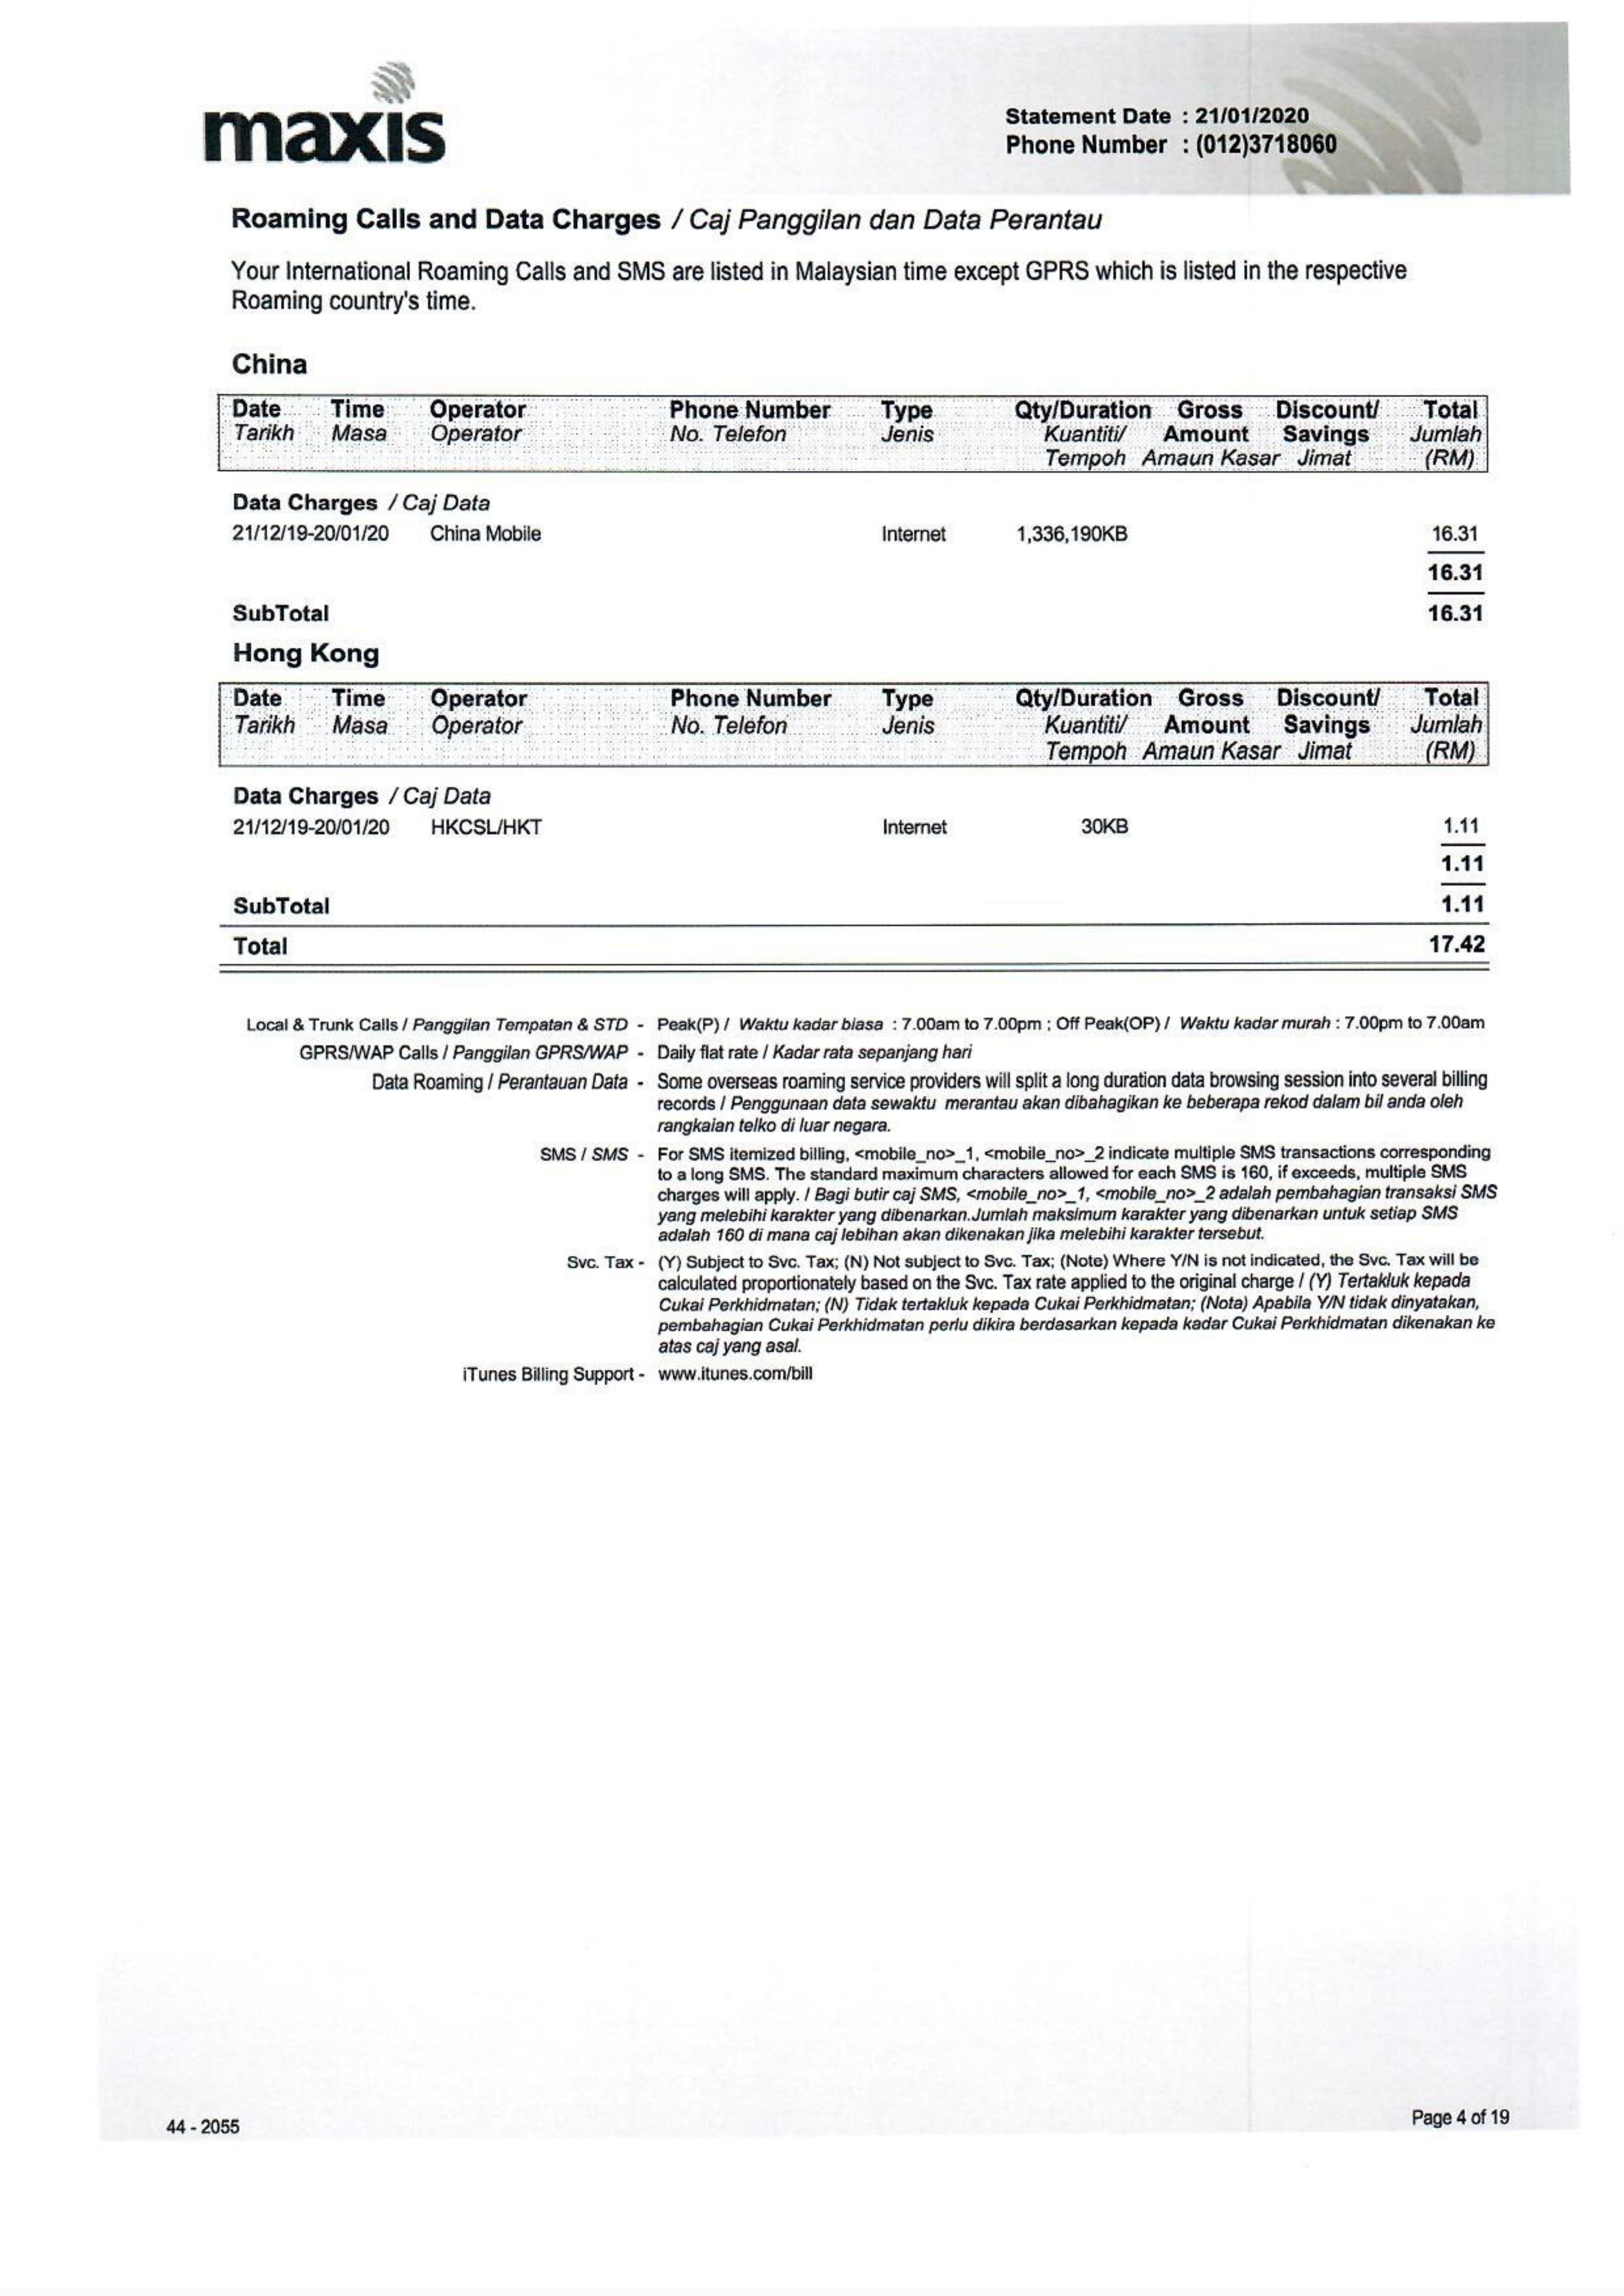 maxis
Statement Date : 21/01/2020
Phone Number : (012)3718060
Roaming Calls and Data Charges / Caj Panggilan dan Data Perantau
Your International Roaming Calls and SMS are listed in Malaysian time except GPRS which is listed in the respective
Roaming country's time.
China
Date Time Operator Phone Number Type Qty/Duration Gross Discount/ Total
Tarikh Masa Operator No. Telefon Jenis Kuantiti/ Amount Savings Jumlah
Tempoh Amaun Kasar Jimat (RM)
Data Charges / Caj Data
21/12/19-20/01/20 China Mobile Internet 1,336,190KB 16.31
16.31
SubTotal 16.31
Hong Kong
Date Time Operator Phone Number Type Qty/Duration Gross Discount/ Total
Tarikh Masa Operator No. Telefon Jenis Kuantiti/ Amount Savings Jumlah
Tempoh Amaun Kasar Jimat (RM)
Data Charges / Caj Data
21/12/19-20/01/20 HKCSL/HKT Internet 30KB 1.11
1.11
SubTotal 1.11
Total 17.42
Local & Trunk Calls / Panggilan Tempatan & STD - Peak(P) / Waktu kadar biasa : 7.00am to 7.00pm ; Off Peak(OP) / Waktu kadar murah : 7.00pm to 7.00am
GPRS/WAP Calls / Panggilan GPRS/WAP - Daily flat rate / Kadar rata sepanjang hari
Data Roaming / Perantauan Data - Some overseas roaming service providers will split a long duration data browsing session into several billing
records / Penggunaan data sewaktu merantau akan dibahagikan ke beberapa rekod dalam bil anda oleh
rangkaian telko di luar negara.
SMS / SMS - For SMS itemized billing, <mobile_no>_1, <mobile_no>_2 indicate multiple SMS transactions corresponding
to a long SMS. The standard maximum characters allowed for each SMS is 160, if exceeds, multiple SMS
charges will apply. / Bagi butir caj SMS, <mobile_no>_1, <mobile_no>_2 adalah pembahagian transaksi SMS
yang melebihi karakter yang dibenarkan.Jumlah maksimum karakter yang dibenarkan untuk setiap SMS
adalah 160 di mana caj lebihan akan dikenakan jika melebihi karakter tersebut.
Svc. Tax - (Y) Subject to Svc. Tax; (N) Not subject to Svc. Tax; (Note) Where Y/N is not indicated, the Svc. Tax will be
calculated proportionately based on the Svc. Tax rate applied to the original charge / (Y) Tertakluk kepada
Cukai Perkhidmatan; (N) Tidak tertakluk kepada Cukai Perkhidmatan; (Nota) Apabila Y/N tidak dinyatakan,
pembahagian Cukai Perkhidmatan perlu dikira berdasarkan kepada kadar Cukai Perkhidmatan dikenakan ke
atas caj yang asal.
iTunes Billing Support - www.itunes.com/bill
44 - 2055
Page 4 of 19